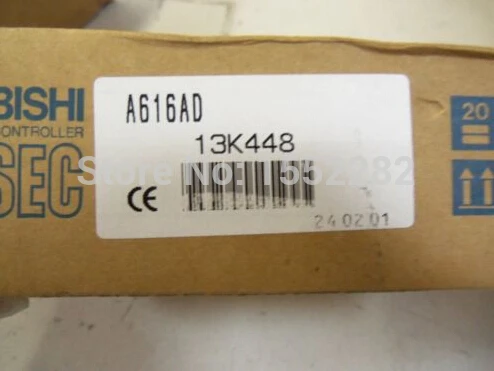 BISHI
CONTROLLER
SEC
A616AD
13K448
CE
24 02 01
20